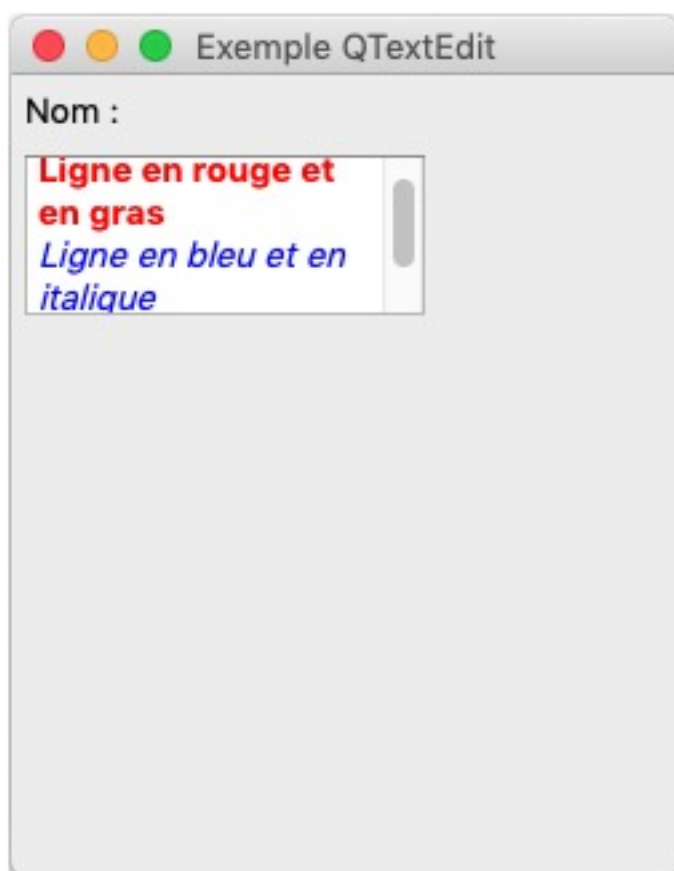 Exemple QTextEdit
Nom :
Ligne en rouge et
en gras
Ligne en bleu et en
italique